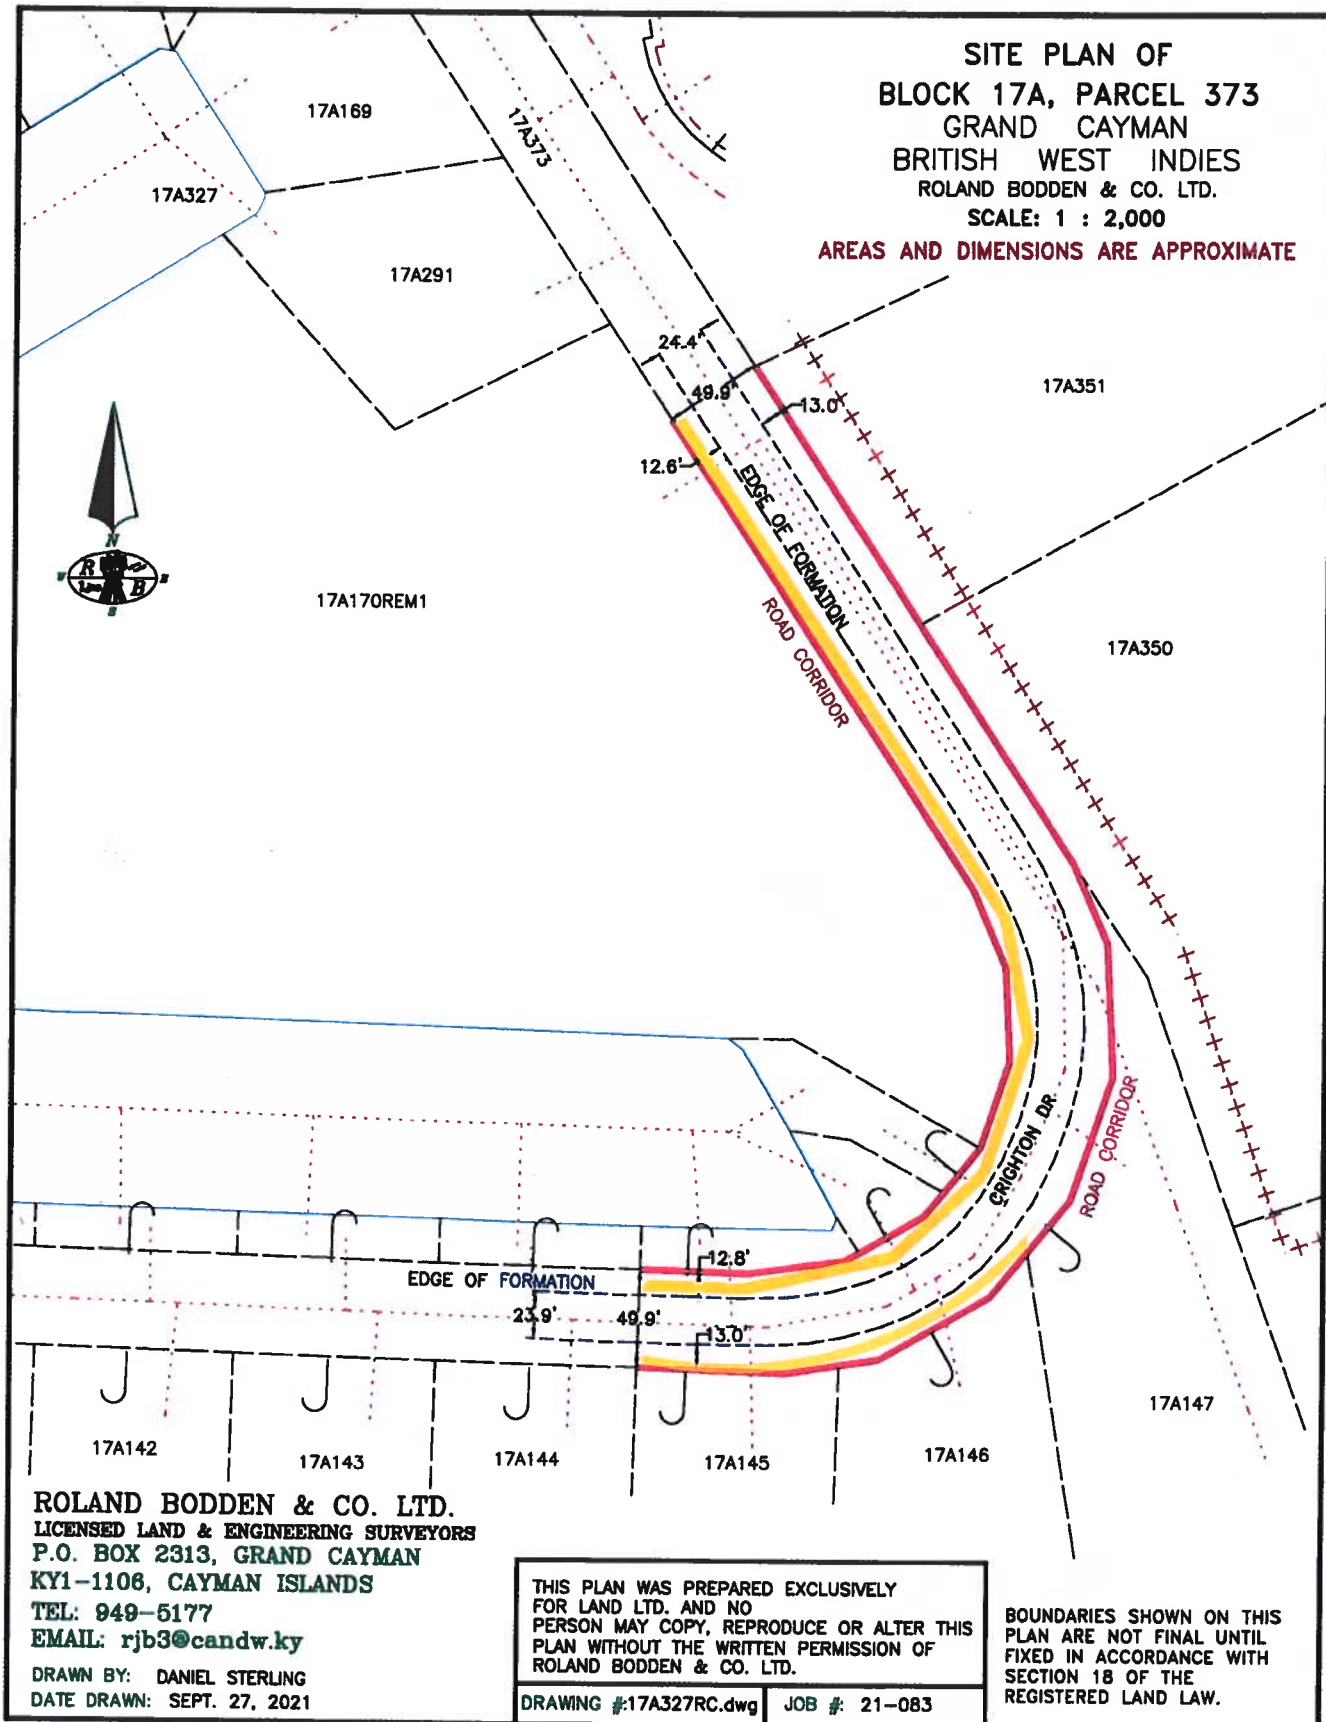 SITE PLAN OF
BLOCK 17A, PARCEL 373
GRAND CAYMAN
BRITISH WEST INDIES
ROLAND BODDEN & CO. LTD.
SCALE: 1 : 2,000
AREAS AND DIMENSIONS ARE APPROXIMATE
17A169
17A373
17A327
17A291
24.4'
49.9'
13.0'
12.6'
17A351
EDGE OF FORMATION
ROAD CORRIDOR
N
W
E
R
B
S
17A170REM1
17A350
CRIGHTON DR
ROAD CORRIDOR
12.8'
EDGE OF FORMATION
23.9'
49.9'
13.0'
17A147
17A142
17A143
17A144
17A145
17A146
ROLAND BODDEN & CO. LTD.
LICENSED LAND & ENGINEERING SURVEYORS
P.O. BOX 2313, GRAND CAYMAN
KY1-1106, CAYMAN ISLANDS
TEL: 949-5177
EMAIL: rjb3@candw.ky
DRAWN BY: DANIEL STERLING
DATE DRAWN: SEPT. 27, 2021
THIS PLAN WAS PREPARED EXCLUSIVELY
FOR LAND LTD. AND NO
PERSON MAY COPY, REPRODUCE OR ALTER THIS
PLAN WITHOUT THE WRITTEN PERMISSION OF
ROLAND BODDEN & CO. LTD.
DRAWING #:17A327RC.dwg
JOB #: 21-083
BOUNDARIES SHOWN ON THIS
PLAN ARE NOT FINAL UNTIL
FIXED IN ACCORDANCE WITH
SECTION 18 OF THE
REGISTERED LAND LAW.